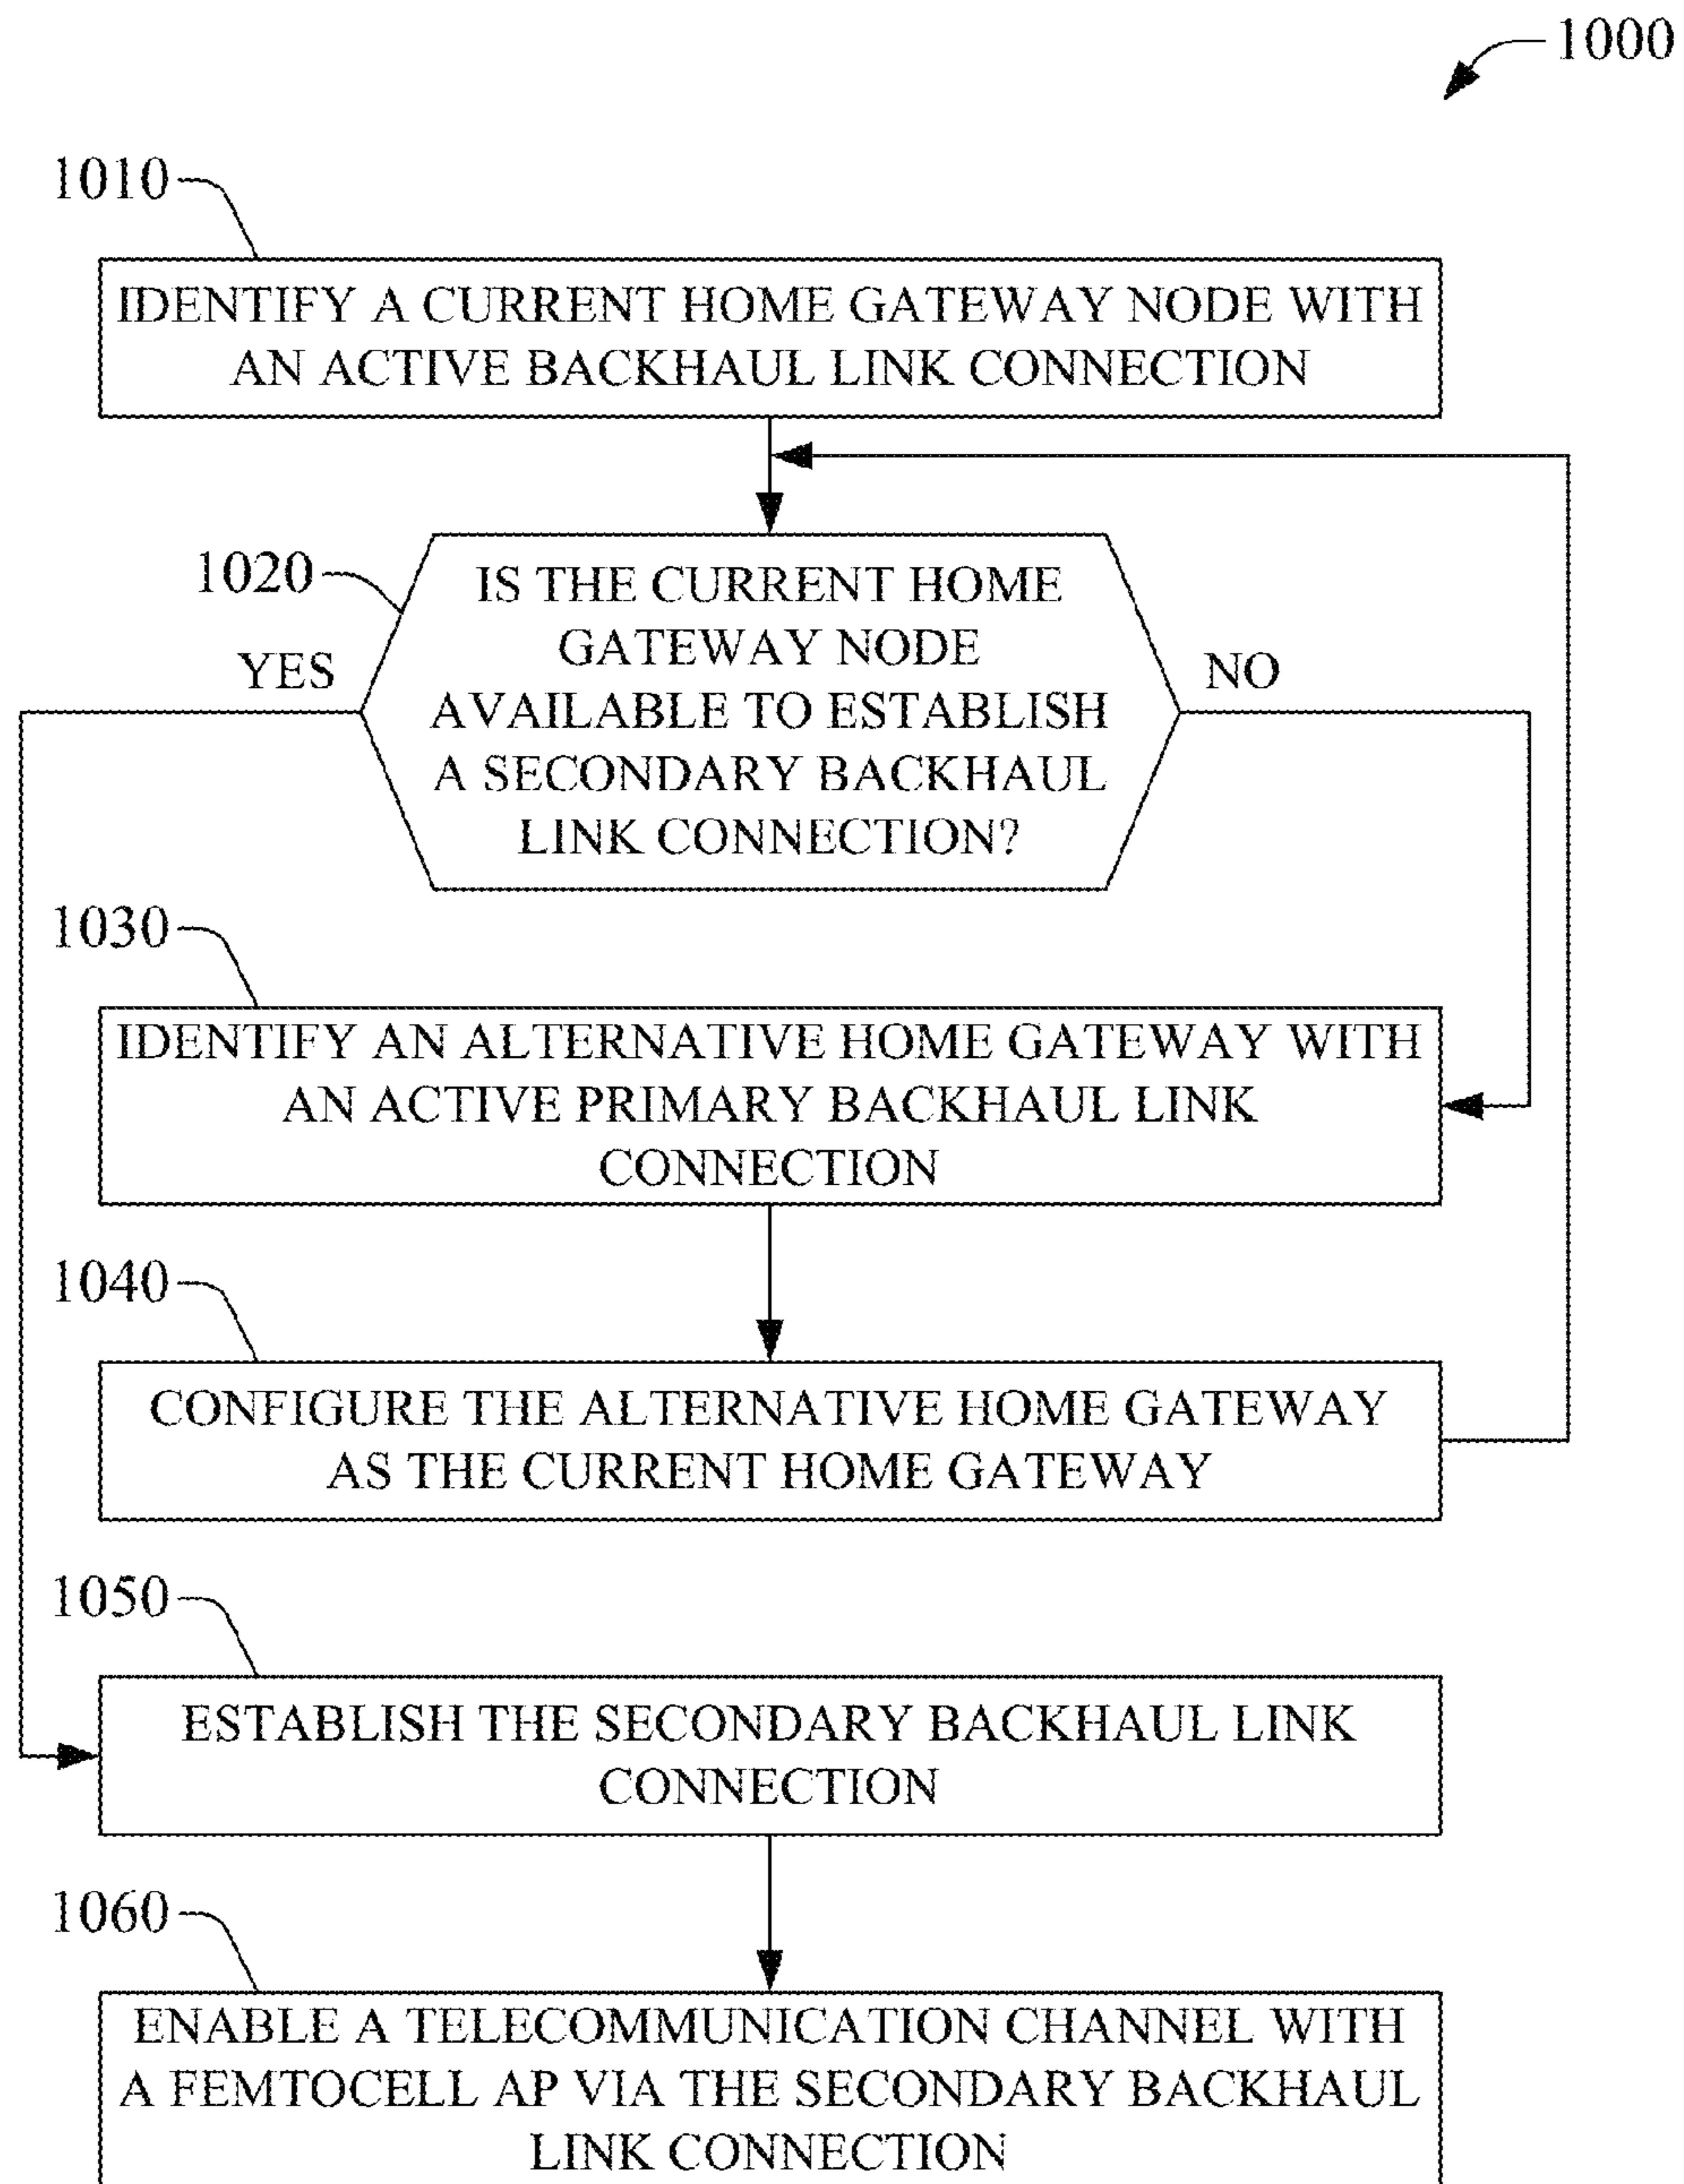 1000
1010
IDENTIFY A CURRENT HOME GATEWAY NODE WITH
AN ACTIVE BACKHAUL LINK CONNECTION
1020
IS THE CURRENT HOME
GATEWAY NODE
AVAILABLE TO ESTABLISH
A SECONDARY BACKHAUL
LINK CONNECTION?
YES
NO
1030
IDENTIFY AN ALTERNATIVE HOME GATEWAY WITH
AN ACTIVE PRIMARY BACKHAUL LINK
CONNECTION
1040
CONFIGURE THE ALTERNATIVE HOME GATEWAY
AS THE CURRENT HOME GATEWAY
1050
ESTABLISH THE SECONDARY BACKHAUL LINK
CONNECTION
1060
ENABLE A TELECOMMUNICATION CHANNEL WITH
A FEMTOCELL AP VIA THE SECONDARY BACKHAUL
LINK CONNECTION